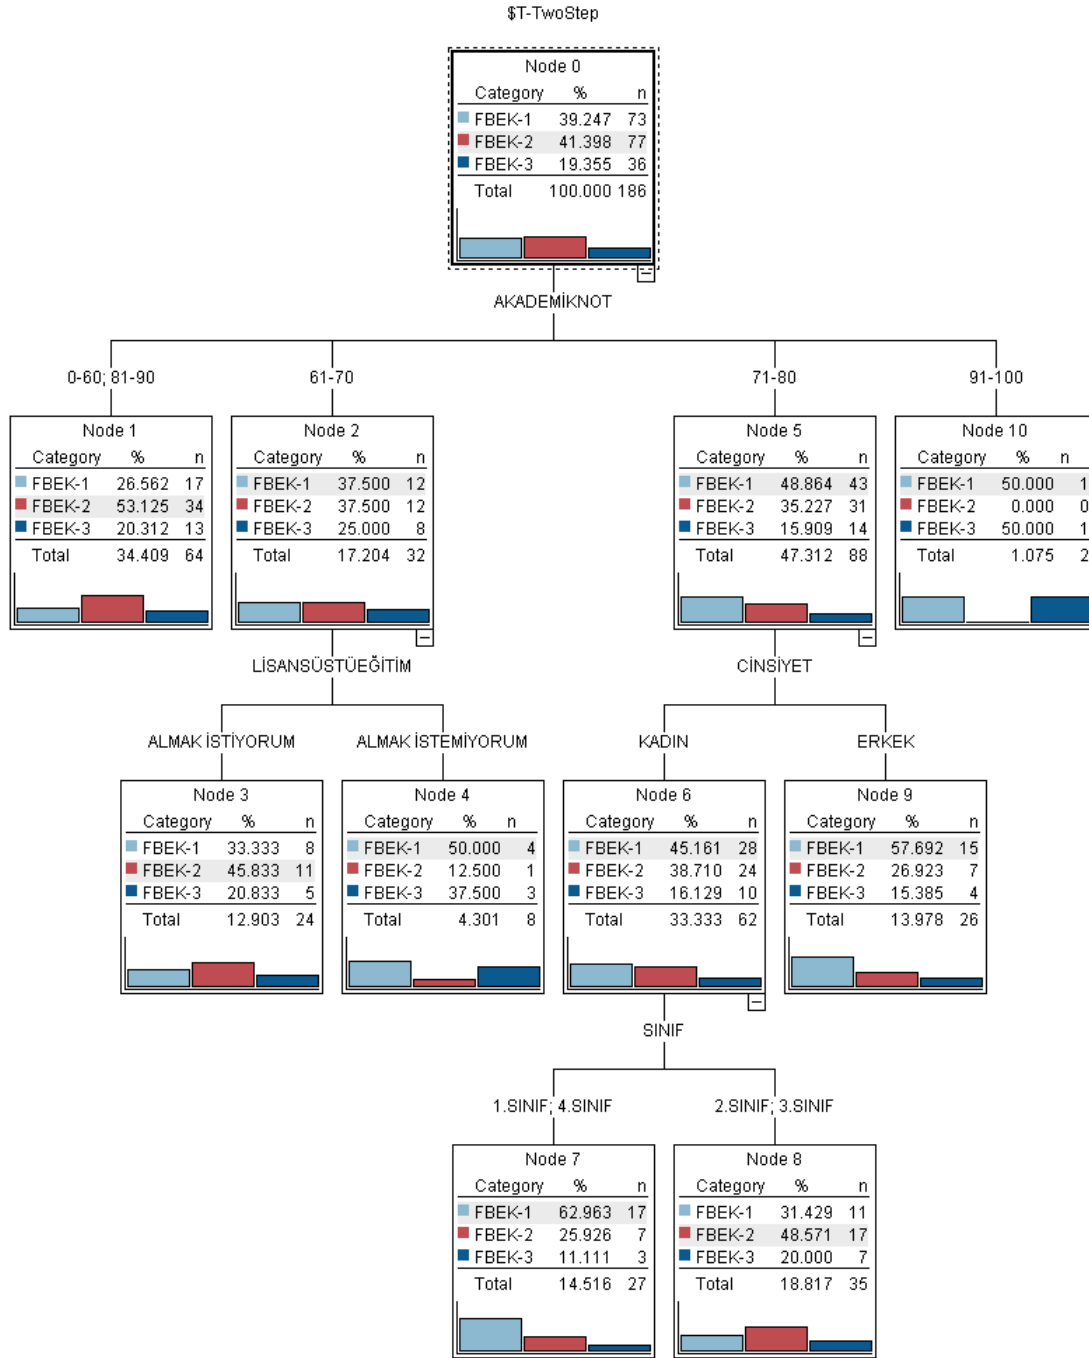 $T-TwoStep
Node 0
Category % n
FBEK-1 39.247 73
FBEK-2 41.398 77
FBEK-3 19.355 36
Total 100.000 186
AKADEMİKNOT
0-60; 81-90
61-70
71-80
91-100
Node 1
Category % n
FBEK-1 26.562 17
FBEK-2 53.125 34
FBEK-3 20.312 13
Total 34.409 64
Node 2
Category % n
FBEK-1 37.500 12
FBEK-2 37.500 12
FBEK-3 25.000 8
Total 17.204 32
Node 5
Category % n
FBEK-1 48.864 43
FBEK-2 35.227 31
FBEK-3 15.909 14
Total 47.312 88
Node 10
Category % n
FBEK-1 50.000 1
FBEK-2 0.000 0
FBEK-3 50.000 1
Total 1.075 2
LİSANSÜSTÜEĞİTİM
CİNSİYET
ALMAK İSTİYORUM
ALMAK İSTEMİYORUM
KADIN
ERKEK
Node 3
Category % n
FBEK-1 33.333 8
FBEK-2 45.833 11
FBEK-3 20.833 5
Total 12.903 24
Node 4
Category % n
FBEK-1 50.000 4
FBEK-2 12.500 1
FBEK-3 37.500 3
Total 4.301 8
Node 6
Category % n
FBEK-1 45.161 28
FBEK-2 38.710 24
FBEK-3 16.129 10
Total 33.333 62
Node 9
Category % n
FBEK-1 57.692 15
FBEK-2 26.923 7
FBEK-3 15.385 4
Total 13.978 26
SINIF
1.SINIF; 4.SINIF
2.SINIF; 3.SINIF
Node 7
Category % n
FBEK-1 62.963 17
FBEK-2 25.926 7
FBEK-3 11.111 3
Total 14.516 27
Node 8
Category % n
FBEK-1 31.429 11
FBEK-2 48.571 17
FBEK-3 20.000 7
Total 18.817 35